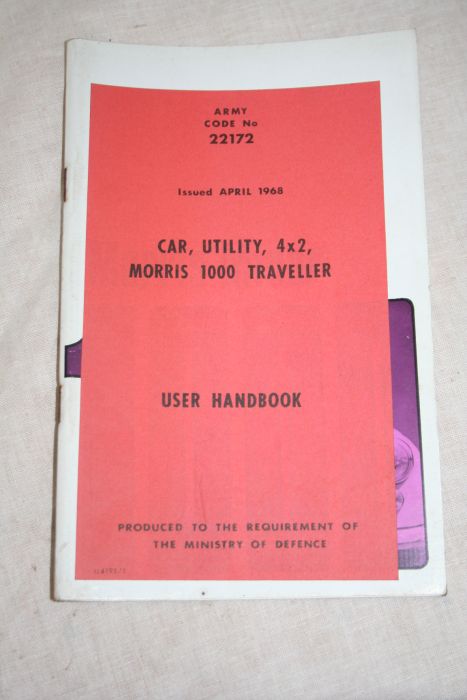 ARMY
CODE No
22172
Issued APRIL 1968
CAR, UTILITY, 4x2,
MORRIS 1000 TRAVELLER
USER HANDBOOK
PRODUCED TO THE REQUIREMENT OF
THE MINISTRY OF DEFENCE